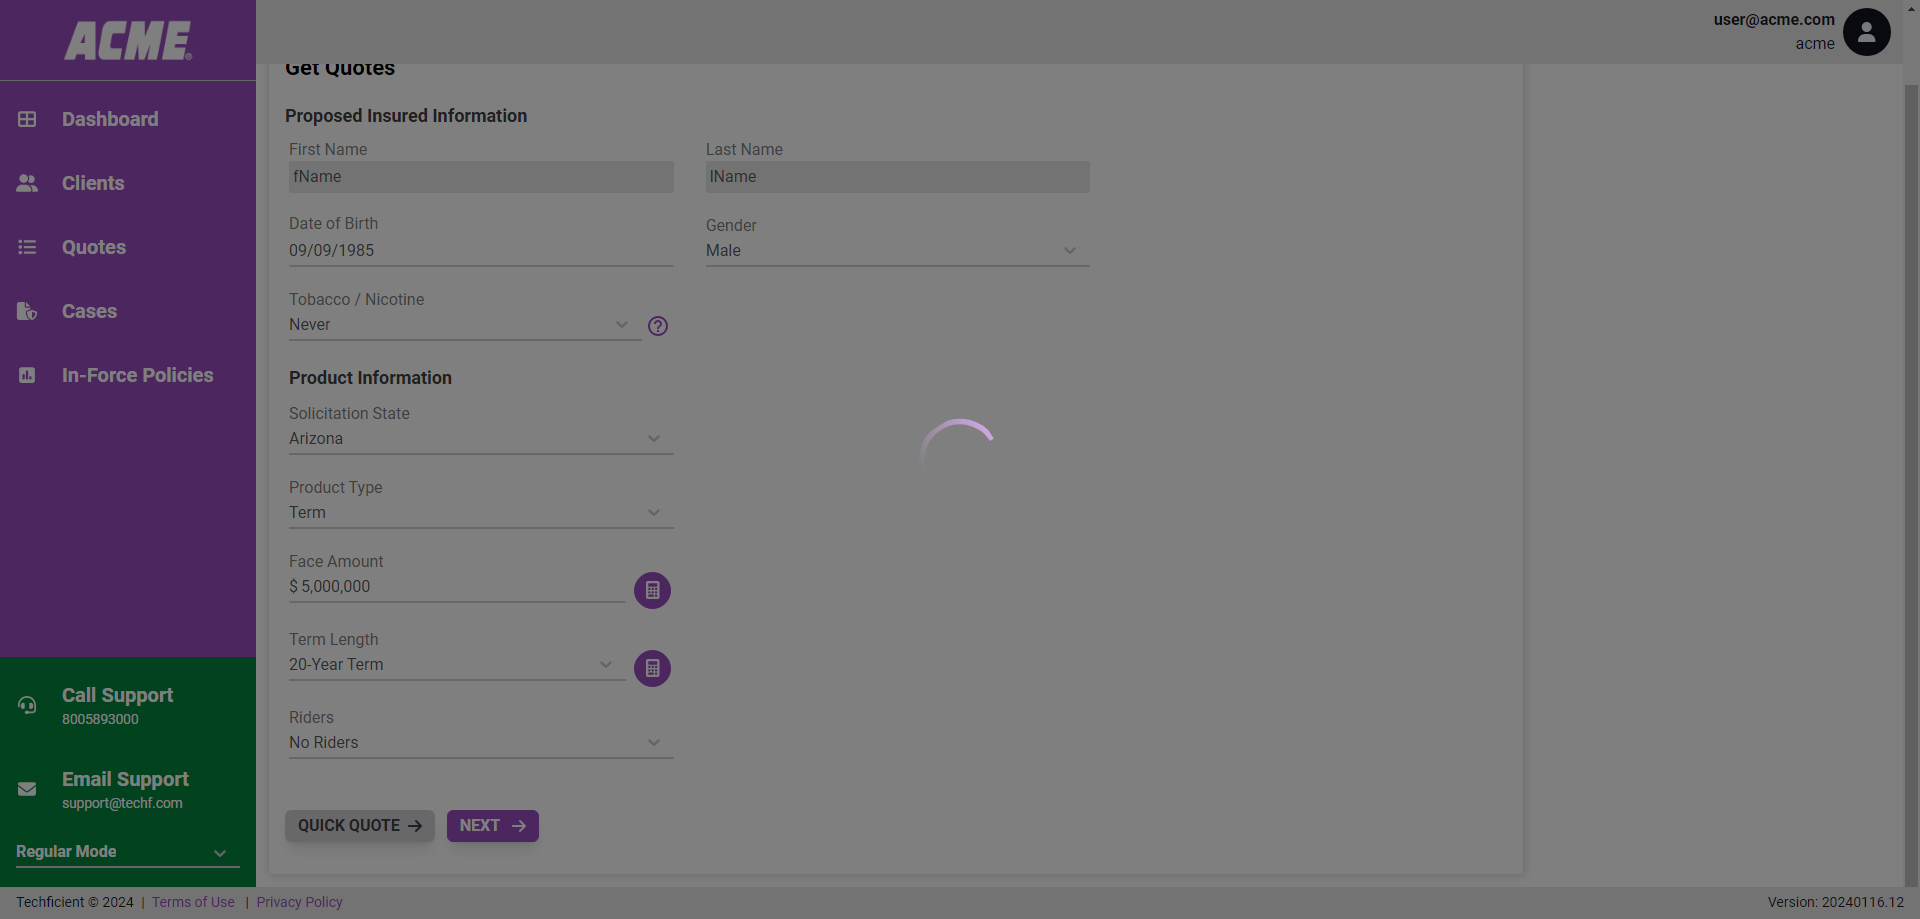 ACME®
user@acme.com
acme
Dashboard
Clients
Quotes
Cases
In-Force Policies
Call Support
8005893000
Email Support
support@techf.com
Regular Mode
Get Quotes
Proposed Insured Information
First Name
fName
Last Name
lName
Date of Birth
09/09/1985
Gender
Male
Tobacco / Nicotine
Never
Product Information
Solicitation State
Arizona
Product Type
Term
Face Amount
$ 5,000,000
Term Length
20-Year Term
Riders
No Riders
QUICK QUOTE
NEXT
Techficient © 2024 | Terms of Use | Privacy Policy
Version: 20240116.12